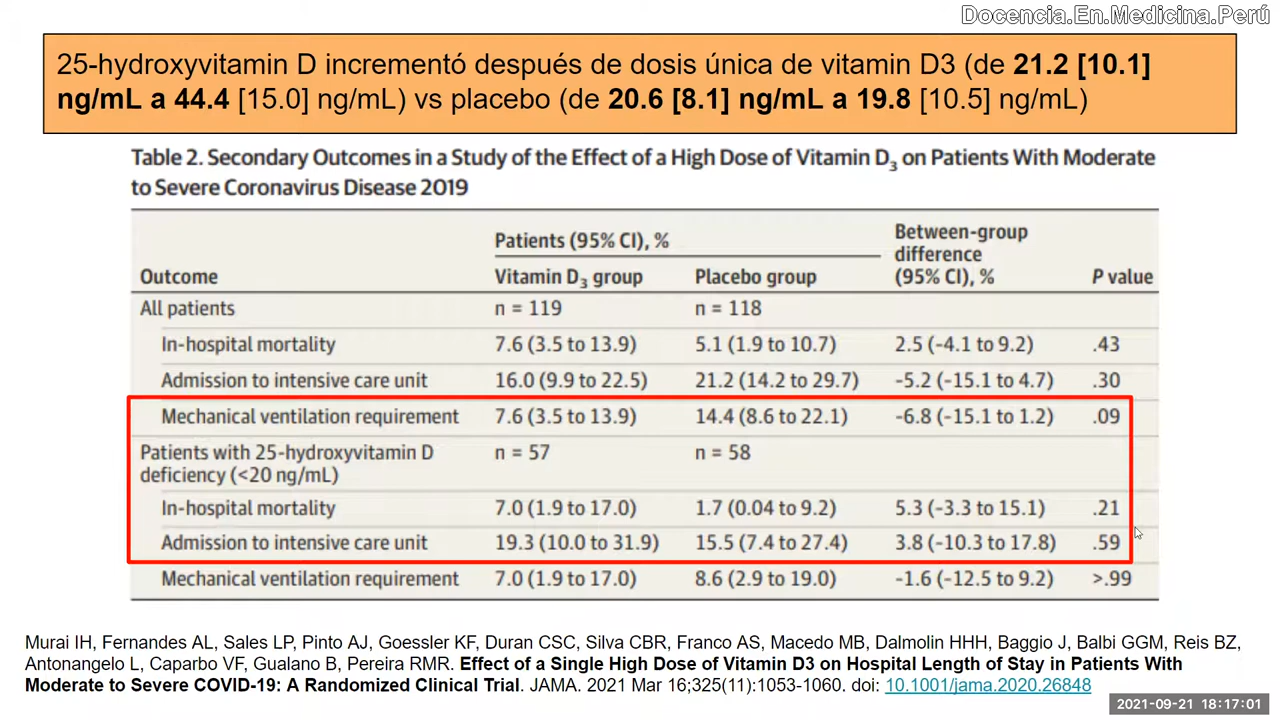 Docencia.En.Medicina.Perú
25-hydroxyvitamin D incrementó después de dosis única de vitamin D3 (de 21.2 [10.1]
ng/mL a 44.4 [15.0] ng/mL) vs placebo (de 20.6 [8.1] ng/mL a 19.8 [10.5] ng/mL)
Table 2. Secondary Outcomes in a Study of the Effect of a High Dose of Vitamin D3 on Patients With Moderate
to Severe Coronavirus Disease 2019
Patients (95% CI), %
Between-group
difference
(95% CI), %
Outcome Vitamin D3 group Placebo group P value
All patients n = 119 n = 118
In-hospital mortality 7.6 (3.5 to 13.9) 5.1 (1.9 to 10.7) 2.5 (-4.1 to 9.2) .43
Admission to intensive care unit 16.0 (9.9 to 22.5) 21.2 (14.2 to 29.7) -5.2 (-15.1 to 4.7) .30
Mechanical ventilation requirement 7.6 (3.5 to 13.9) 14.4 (8.6 to 22.1) -6.8 (-15.1 to 1.2) .09
Patients with 25-hydroxyvitamin D n = 57 n = 58
deficiency (<20 ng/mL)
In-hospital mortality 7.0 (1.9 to 17.0) 1.7 (0.04 to 9.2) 5.3 (-3.3 to 15.1) .21
Admission to intensive care unit 19.3 (10.0 to 31.9) 15.5 (7.4 to 27.4) 3.8 (-10.3 to 17.8) .59
Mechanical ventilation requirement 7.0 (1.9 to 17.0) 8.6 (2.9 to 19.0) -1.6 (-12.5 to 9.2) >.99
Murai IH, Fernandes AL, Sales LP, Pinto AJ, Goessler KF, Duran CSC, Silva CBR, Franco AS, Macedo MB, Dalmolin HHH, Baggio J, Balbi GGM, Reis BZ,
Antonangelo L, Caparbo VF, Gualano B, Pereira RMR. Effect of a Single High Dose of Vitamin D3 on Hospital Length of Stay in Patients With
Moderate to Severe COVID-19: A Randomized Clinical Trial. JAMA. 2021 Mar 16;325(11):1053-1060. doi: 10.1001/jama.2020.26848
2021-09-21 18:17:01